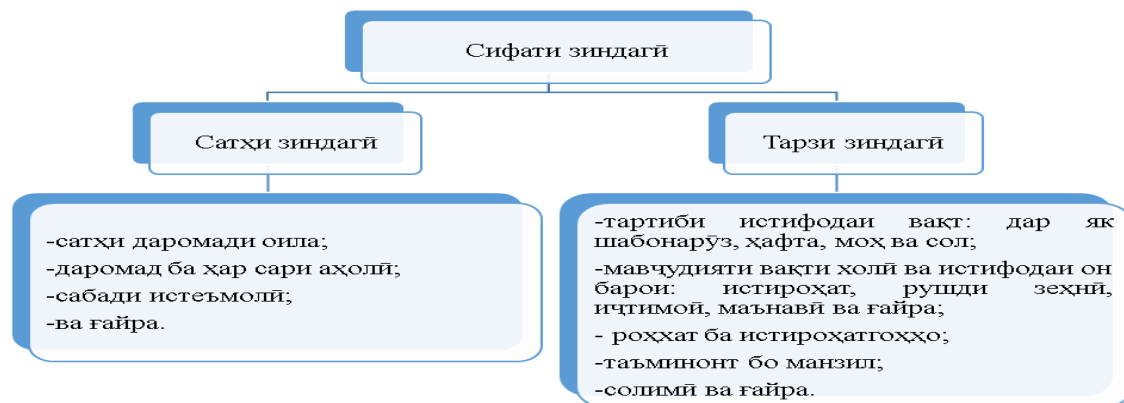 Сифати зиндагӣ
Сатҳи зиндагӣ
Тарзи зиндагӣ
-сатҳи даромади оила;
-даромад ба ҳар сари аҳолӣ;
-сабади истеъмолӣ;
-ва ғайра.
-тартиби истифодаи вақт: дар як
шабонарӯз, ҳафта, моҳ ва сол;
-мавҷудияти вақти холӣ ва истифодаи он
барои: истироҳат, рушди зеҳнӣ,
иҷтимоӣ, маънавӣ ва ғайра;
- роҳхат ба истироҳатгоҳҳо;
-таъминонт бо манзил;
-солимӣ ва ғайра.